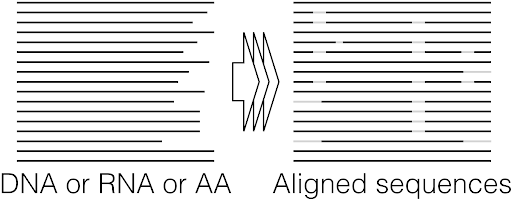 DNA or RNA or AA
Aligned sequences